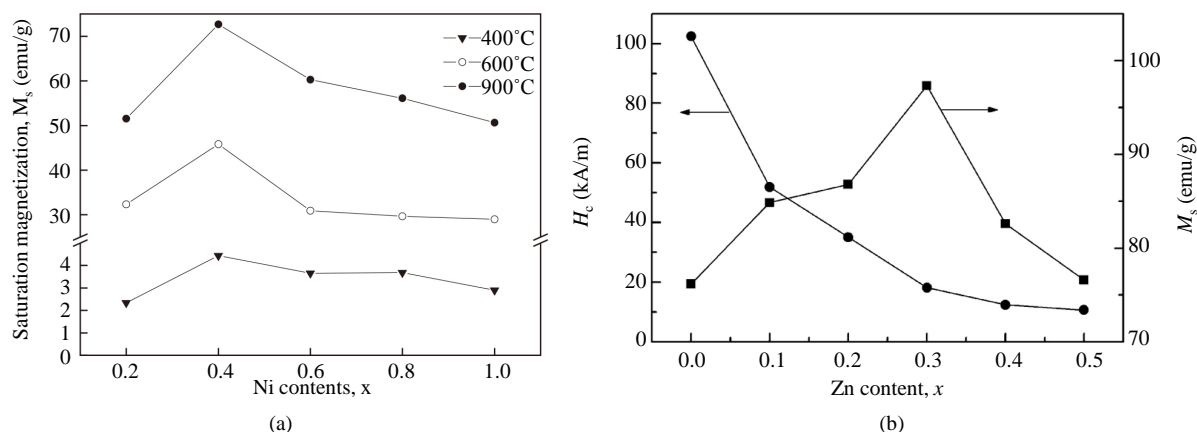 Saturation magnetization, Mₛ (emu/g)
70
60
50
40
30
4
3
2
1
0
400°C
600°C
900°C
0.2 0.4 0.6 0.8 1.0
Ni contents, x
(a)
H_c (kA/m)
100
80
60
40
20
0
100
90
80
70
Mₛ (emu/g)
0.0 0.1 0.2 0.3 0.4 0.5
Zn content, x
(b)